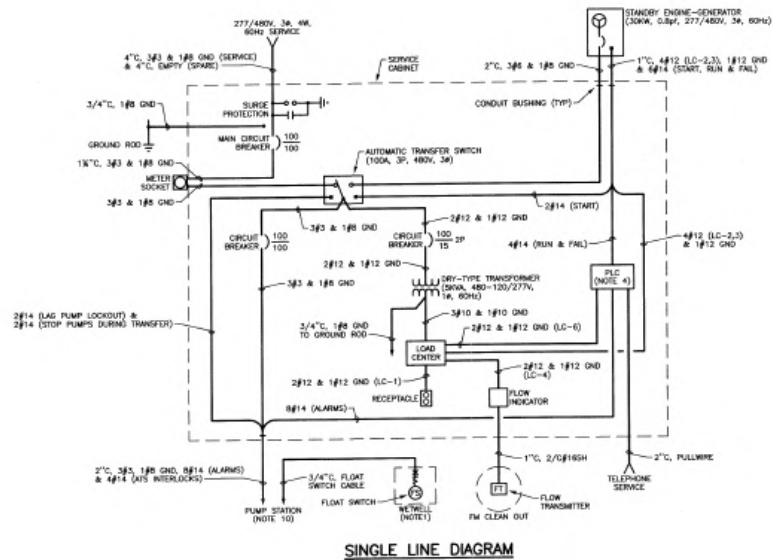 277/480V, 3ø, 4W,
60Hz SERVICE
STANDBY ENGINE-GENERATOR
(30KW, 0.8pf, 277/480V, 3ø, 60Hz)
4"C, 3#3 & 1#8 GND (SERVICE)
& 4"C, EMPTY (SPARE)
SERVICE
CABINET
2"C, 3#6 & 1#8 GND
1"C, 4#12 (LC-2,3), 1#12 GND
& 6#14 (START, RUN & FAIL)
3/4"C, 1#8 GND
SURGE
PROTECTION
CONDUIT BUSHING (TYP)
GROUND ROD
MAIN CIRCUIT
BREAKER
100
100
AUTOMATIC TRANSFER SWITCH
(100A, 3P, 480V, 3ø)
1¼"C, 3#3 & 1#8 GND
METER
SOCKET
3#3 & 1#8 GND
2#14 (START)
3#3 & 1#8 GND
2#12 & 1#12 GND
CIRCUIT
BREAKER
100
100
CIRCUIT
BREAKER
100
15
2P
4#14 (RUN & FAIL)
4#12 (LC-2,3)
& 1#12 GND
2#12 & 1#12 GND
3#3 & 1#8 GND
DRY-TYPE TRANSFORMER
(5KVA, 480-120/277V,
1ø, 60Hz)
PLC
(NOTE 4)
2#14 (LAG PUMP LOCKOUT) &
2#14 (STOP PUMPS DURING TRANSFER)
3/4"C, 1#8 GND
TO GROUND ROD
3#10 & 1#10 GND
2#12 & 1#12 GND (LC-6)
LOAD
CENTER
2#12 & 1#12 GND (LC-1)
2#12 & 1#12 GND
(LC-4)
RECEPTACLE
FLOW
INDICATOR
8#14 (ALARMS)
2"C, 3#3, 1#8 GND, 8#14 (ALARMS)
& 4#14 (ATS INTERLOCKS)
3/4"C, FLOAT
SWITCH CABLE
1"C, 2/C#16SH
2"C, PULLWIRE
FLOAT SWITCH
FS
FT
FLOW
TRANSMITTER
TELEPHONE
SERVICE
PUMP STATION
(NOTE 10)
WETWELL
(NOTE1)
FM CLEAN OUT
SINGLE LINE DIAGRAM